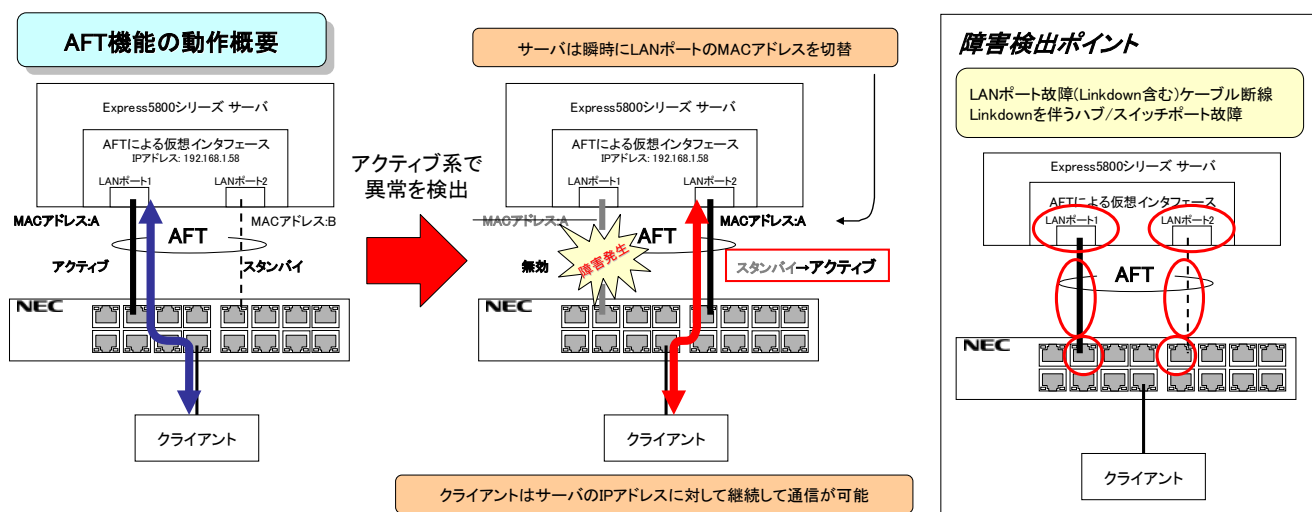 AFT機能の動作概要
Express5800シリーズ サーバ
AFTによる仮想インタフェース
IPアドレス: 192.168.1.58
LANポート1
LANポート2
MACアドレス:A
MACアドレス:B
AFT
アクティブ
スタンバイ
NEC
クライアント
アクティブ系で
異常を検出
サーバは瞬時にLANポートのMACアドレスを切替
Express5800シリーズ サーバ
AFTによる仮想インタフェース
IPアドレス: 192.168.1.58
LANポート1
LANポート2
MACアドレス:A
MACアドレス:A
AFT
無効
障害発生
スタンバイ→アクティブ
NEC
クライアント
クライアントはサーバのIPアドレスに対して継続して通信が可能
障害検出ポイント
LANポート故障(Linkdown含む)ケーブル断線
Linkdownを伴うハブ/スイッチポート故障
Express5800シリーズ サーバ
AFTによる仮想インタフェース
LANポート1
LANポート2
AFT
NEC
クライアント